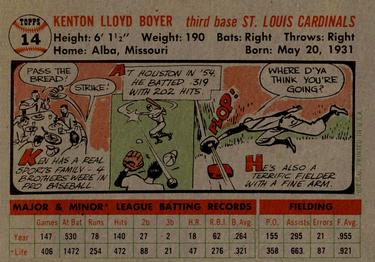 TOPPS
14
KENTON LLOYD BOYER third base ST. LOUIS CARDINALS
Height: 6' 1½" Weight: 190 Bats: Right Throws: Right
Home: Alba, Missouri Born: May 20, 1931
PASS THE
BREAD!
STRIKE!
KEN HAS A REAL
SPORTS FAMILY - 4
BROTHERS WERE IN
PRO BASEBALL.
AT HOUSTON IN '54,
HE BATTED .319
WITH 202 HITS.
PLOP!
WHERE D'YA
THINK YOU'RE
GOING?
HE'S ALSO A
TERRIFIC FIELDER
WITH A FINE ARM.
MAJOR & MINOR* LEAGUE BATTING RECORDS FIELDING
Games At Bat Runs Hits 2b 3b H.R. R.B.I. B. Avg. P.O. Assists Errors F. Avg.
Year 147 530 78 140 27 2 18 62 .264 155 295 21 .955
*Life 406 1472 254 472 88 21 47 276 .321 358 663 87 .921